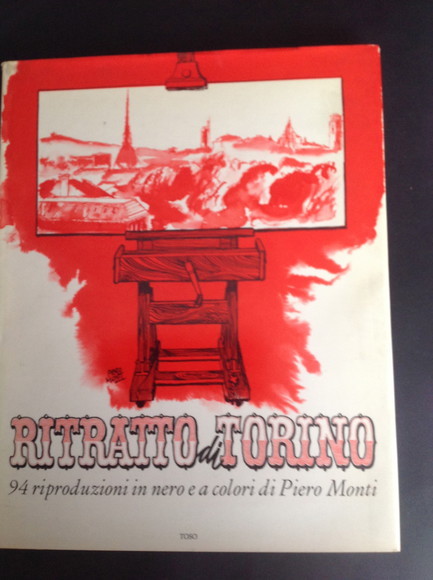 RITRATTO di TORINO
94 riproduzioni in nero e a colori di Piero Monti
TOSO